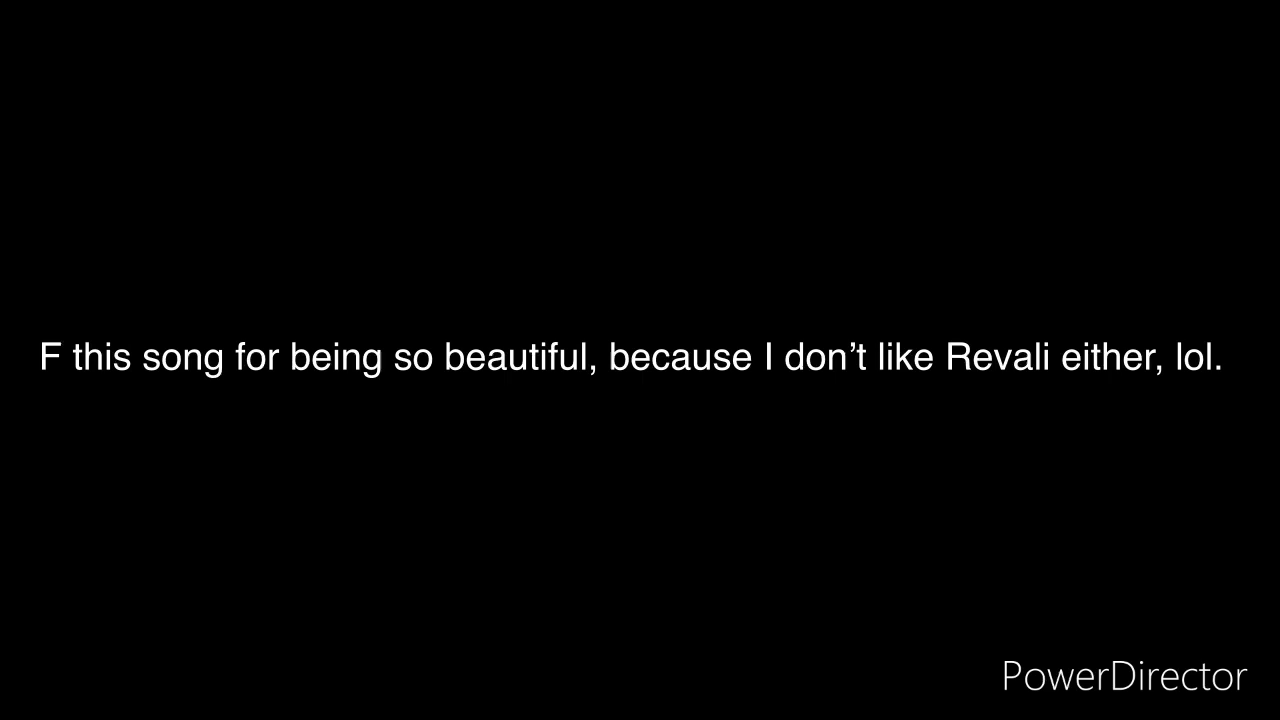 F this song for being so beautiful, because I don’t like Revali either, lol.
PowerDirector